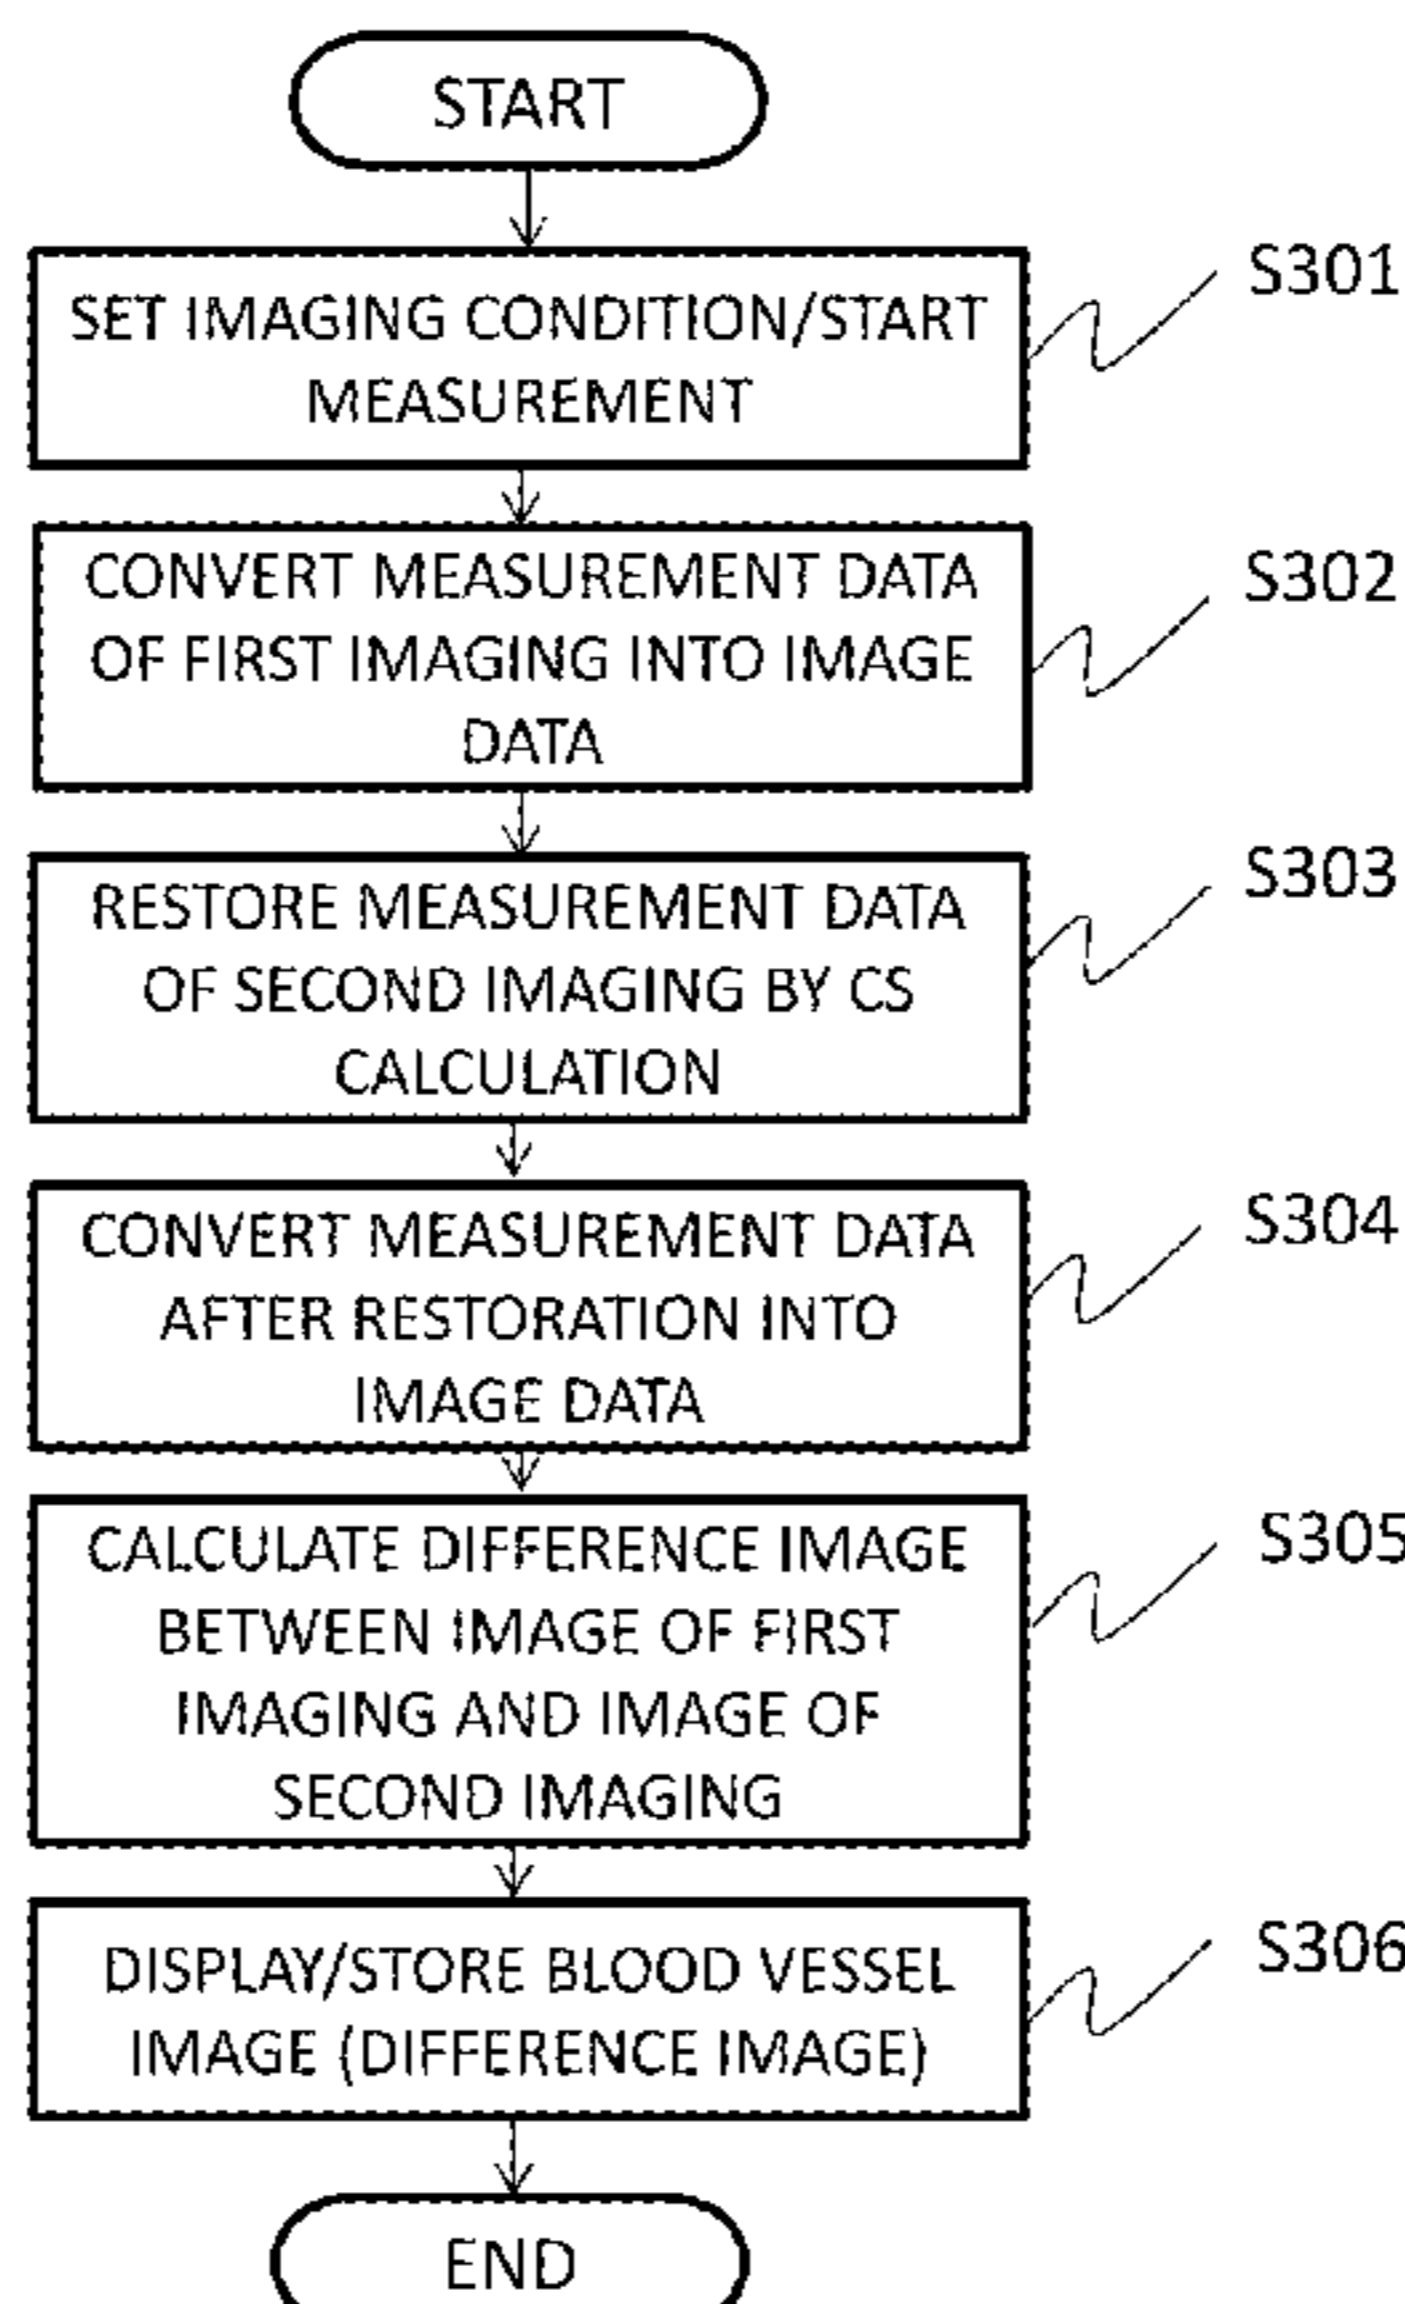 START
SET IMAGING CONDITION/START
MEASUREMENT
S301
CONVERT MEASUREMENT DATA
OF FIRST IMAGING INTO IMAGE
DATA
S302
RESTORE MEASUREMENT DATA
OF SECOND IMAGING BY CS
CALCULATION
S303
CONVERT MEASUREMENT DATA
AFTER RESTORATION INTO
IMAGE DATA
S304
CALCULATE DIFFERENCE IMAGE
BETWEEN IMAGE OF FIRST
IMAGING AND IMAGE OF
SECOND IMAGING
S305
DISPLAY/STORE BLOOD VESSEL
IMAGE (DIFFERENCE IMAGE)
S306
END